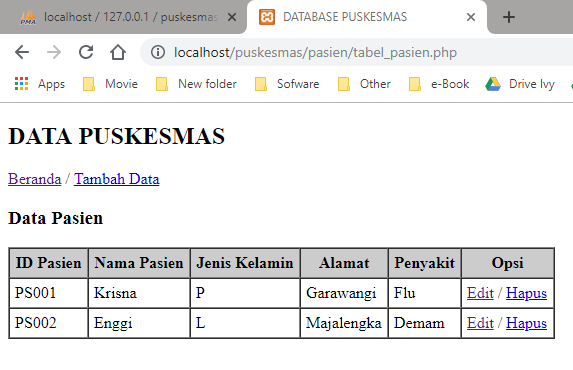 PMA localhost / 127.0.0.1 / puskesmas
DATABASE PUSKESMAS
localhost/puskesmas/pasien/tabel_pasien.php
Apps Movie New folder Sofware Other e-Book Drive Ivy
DATA PUSKESMAS
Beranda / Tambah Data
Data Pasien
ID Pasien Nama Pasien Jenis Kelamin Alamat Penyakit Opsi
PS001 Krisna P Garawangi Flu Edit / Hapus
PS002 Enggi L Majalengka Demam Edit / Hapus